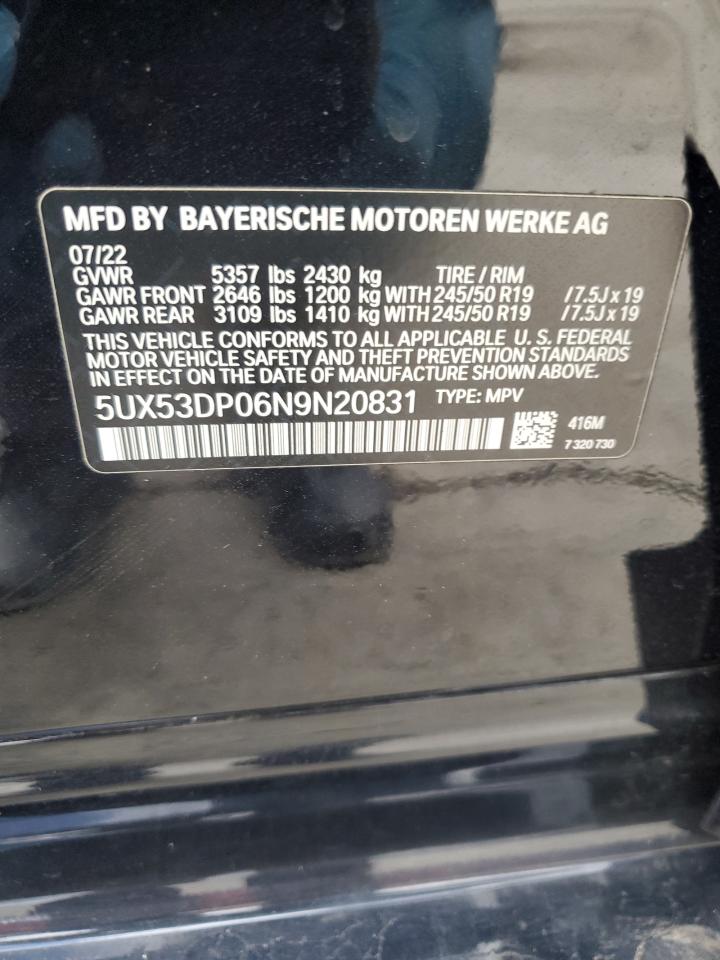 MFD BY BAYERISCHE MOTOREN WERKE AG
07/22
GVWR 5357 lbs 2430 kg TIRE / RIM
GAWR FRONT 2646 lbs 1200 kg WITH 245/50 R19 / 7.5J x 19
GAWR REAR 3109 lbs 1410 kg WITH 245/50 R19 / 7.5J x 19
THIS VEHICLE CONFORMS TO ALL APPLICABLE U. S. FEDERAL
MOTOR VEHICLE SAFETY AND THEFT PREVENTION STANDARDS
IN EFFECT ON THE DATE OF MANUFACTURE SHOWN ABOVE.
5UX53DP06N9N20831 TYPE: MPV
416M
7 320 730